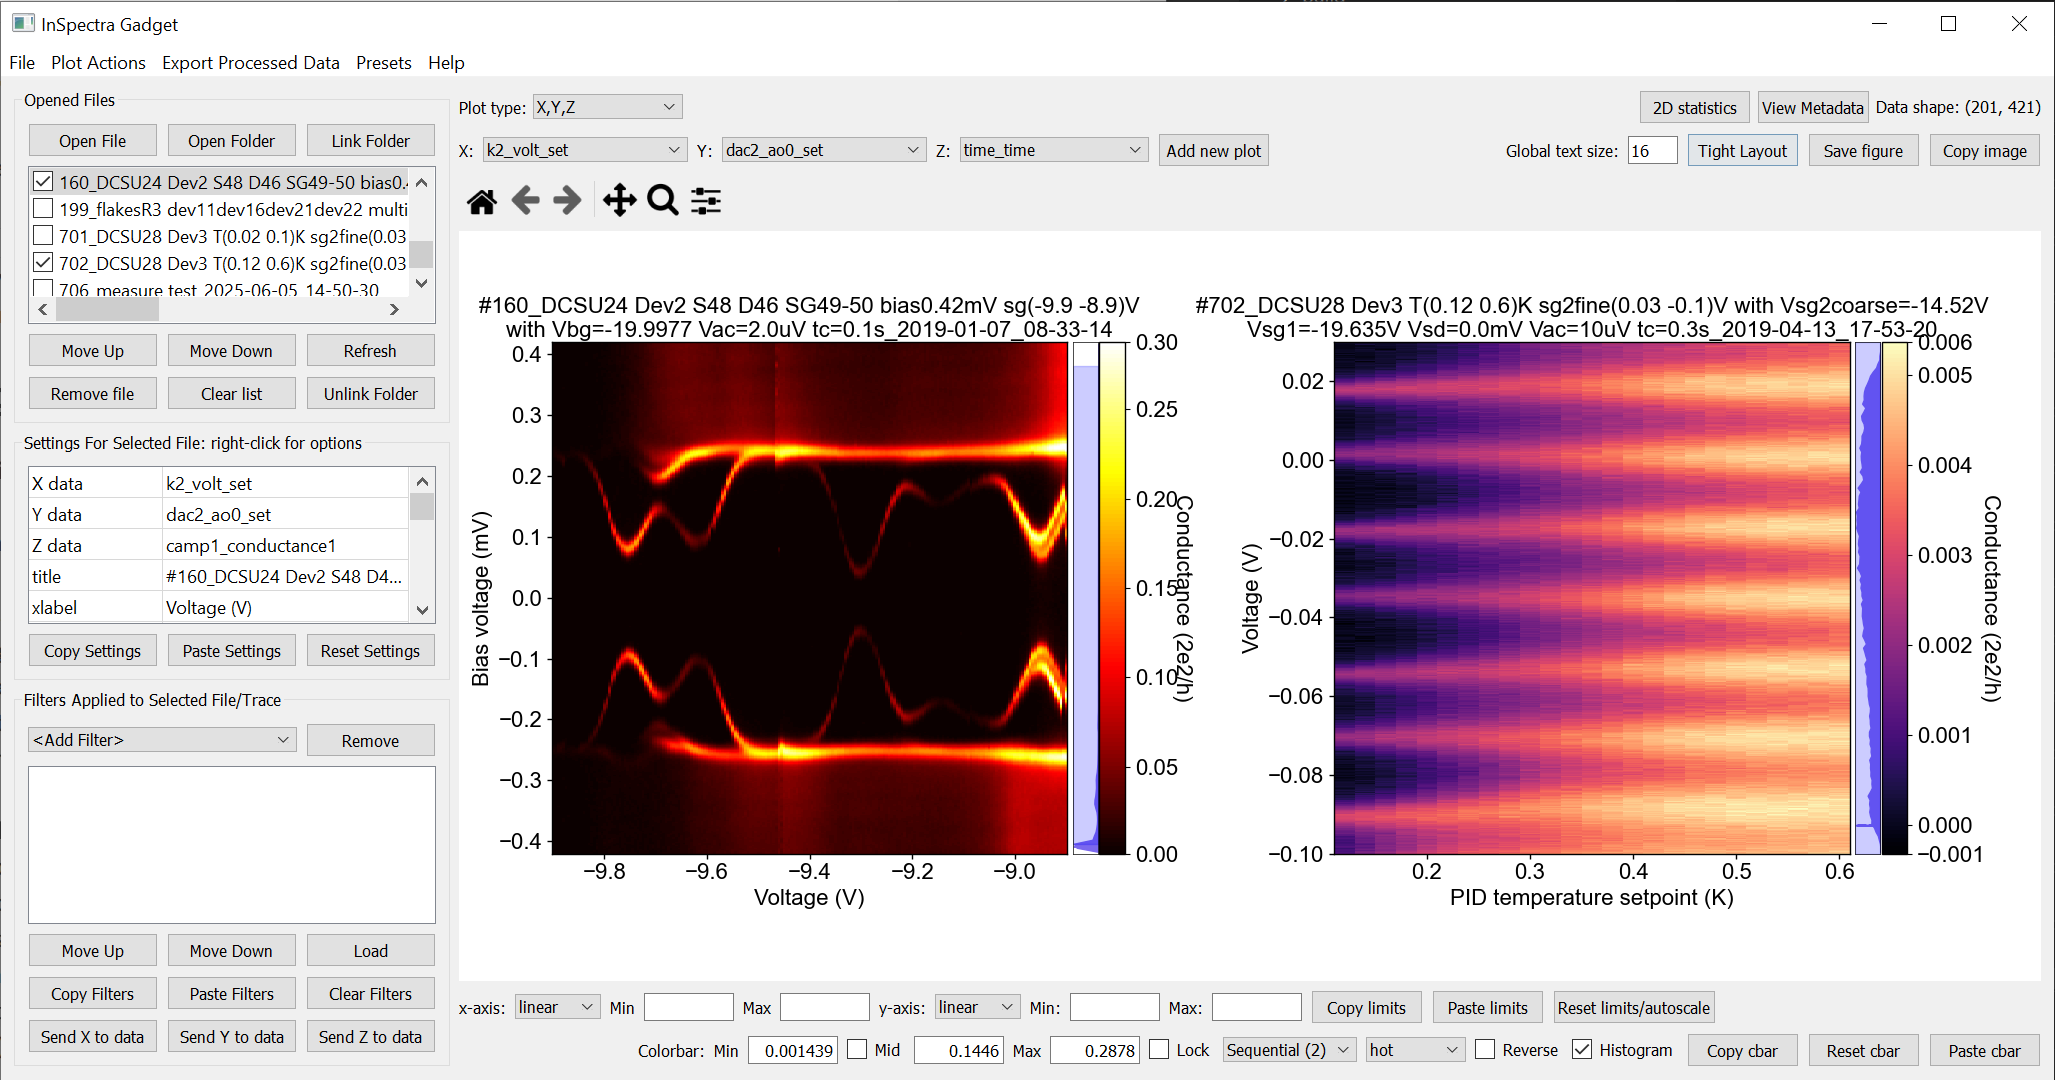 InSpectra Gadget
File Plot Actions Export Processed Data Presets Help
Opened Files
Open File Open Folder Link Folder
160_DCSU24 Dev2 S48 D46 SG49-50 bias0.
199_flakesR3 dev11dev16dev21dev22 multi
701_DCSU28 Dev3 T(0.02 0.1)K sg2fine(0.03
702_DCSU28 Dev3 T(0.12 0.6)K sg2fine(0.03
706_measure test_2025-06-05_14-50-30
Move Up Move Down Refresh
Remove file Clear list Unlink Folder
Settings For Selected File: right-click for options
X data k2_volt_set
Y data dac2_ao0_set
Z data camp1_conductance1
title #160_DCSU24 Dev2 S48 D4...
xlabel Voltage (V)
Copy Settings Paste Settings Reset Settings
Filters Applied to Selected File/Trace
<Add Filter> Remove
Move Up Move Down Load
Copy Filters Paste Filters Clear Filters
Send X to data Send Y to data Send Z to data
Plot type: X,Y,Z 2D statistics View Metadata Data shape: (201, 421)
X: k2_volt_set Y: dac2_ao0_set Z: time_time Add new plot Global text size: 16 Tight Layout Save figure Copy image
#160_DCSU24 Dev2 S48 D46 SG49-50 bias0.42mV sg(-9.9 -8.9)V
with Vbg=-19.9977 Vac=2.0uV tc=0.1s_2019-01-07_08-33-14
Bias voltage (mV)
0.4
0.3
0.2
0.1
0.0
−0.1
−0.2
−0.3
−0.4
−9.8 −9.6 −9.4 −9.2 −9.0
Voltage (V)
0.30
0.25
0.20
0.15
0.10
0.05
0.00
Conductance (2e2/h)
#702_DCSU28 Dev3 T(0.12 0.6)K sg2fine(0.03 -0.1)V with Vsg2coarse=-14.52V
Vsg1=-19.635V Vsd=0.0mV Vac=10uV tc=0.3s_2019-04-13_17-53-20
Voltage (V)
0.02
0.00
−0.02
−0.04
−0.06
−0.08
−0.10
0.2 0.3 0.4 0.5 0.6
PID temperature setpoint (K)
0.006
0.005
0.004
0.003
0.002
0.001
0.000
−0.001
Conductance (2e2/h)
x-axis: linear Min Max y-axis: linear Min: Max: Copy limits Paste limits Reset limits/autoscale
Colorbar: Min 0.001439 Mid 0.1446 Max 0.2878 Lock Sequential (2) hot Reverse Histogram Copy cbar Reset cbar Paste cbar